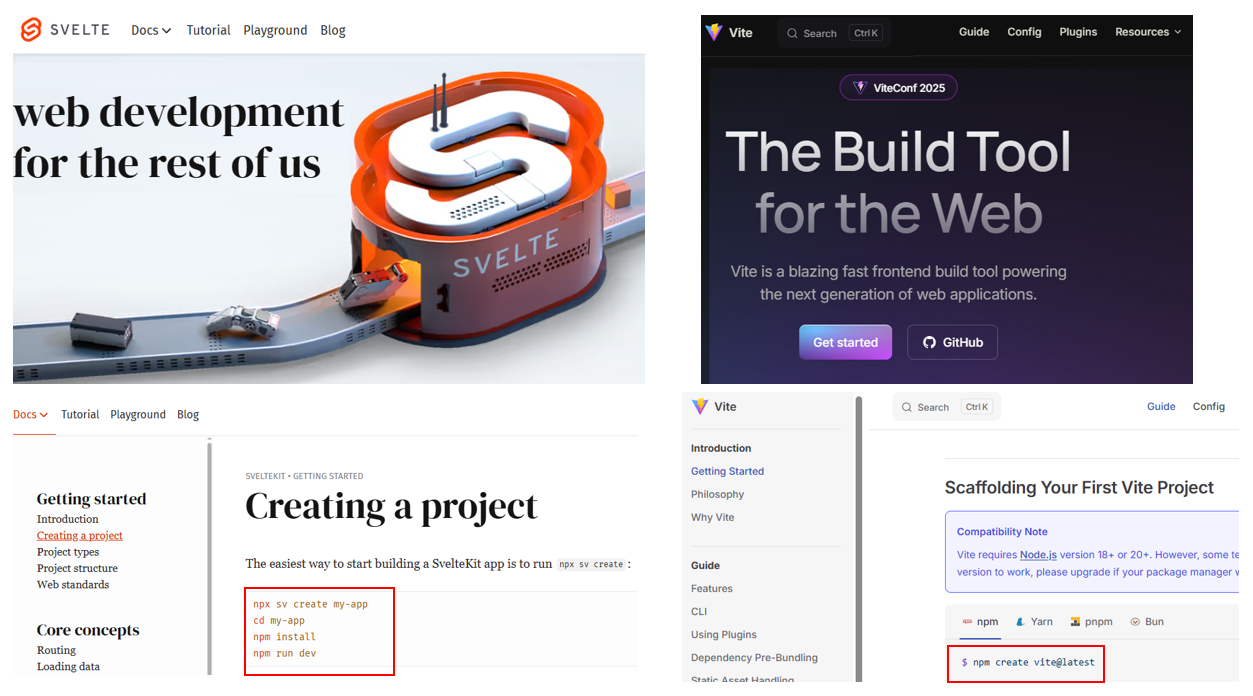 SVELTE Docs Tutorial Playground Blog
web development
for the rest of us
SVELTE
Vite Search Ctrl K Guide Config Plugins Resources
ViteConf 2025
The Build Tool
for the Web
Vite is a blazing fast frontend build tool powering
the next generation of web applications.
Get started GitHub
Docs Tutorial Playground Blog
Getting started
Introduction
Creating a project
Project types
Project structure
Web standards
Core concepts
Routing
Loading data
SVELTEKIT • GETTING STARTED
Creating a project
The easiest way to start building a SvelteKit app is to run npx sv create :
npx sv create my-app
cd my-app
npm install
npm run dev
Vite Search Ctrl K Guide Config
Introduction
Getting Started
Philosophy
Why Vite
Guide
Features
CLI
Using Plugins
Dependency Pre-Bundling
Static Asset Handling
Scaffolding Your First Vite Project
Compatibility Note
Vite requires Node.js version 18+ or 20+. However, some te
version to work, please upgrade if your package manager w
npm Yarn pnpm Bun
$ npm create vite@latest